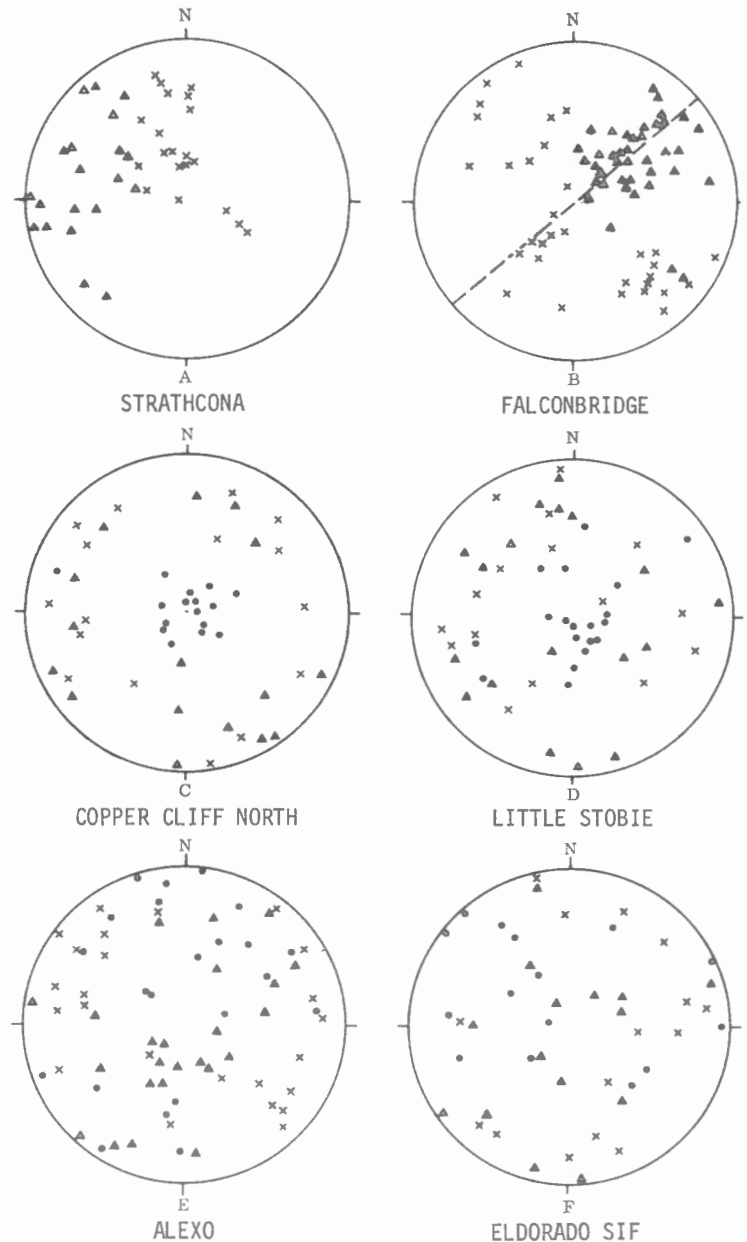 N
N
A
B
STRATHCONA
FALCONBRIDGE
N
N
C
D
COPPER CLIFF NORTH
LITTLE STOBIE
N
N
E
F
ALEXO
ELDORADO SIF